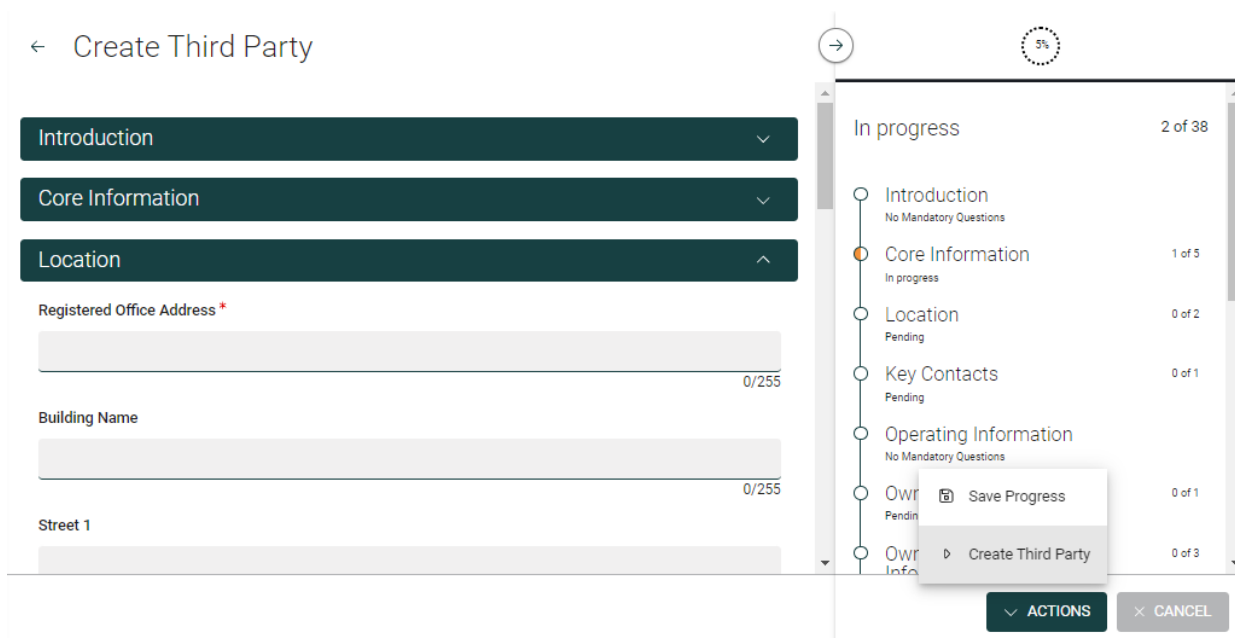 Create Third Party
Introduction
Core Information
Location
Registered Office Address *
0/255
Building Name
0/255
Street 1
5%
In progress 2 of 38
Introduction
No Mandatory Questions
Core Information 1 of 5
In progress
Location 0 of 2
Pending
Key Contacts 0 of 1
Pending
Operating Information
No Mandatory Questions
0 of 1
0 of 3
Save Progress
Create Third Party
ACTIONS
CANCEL